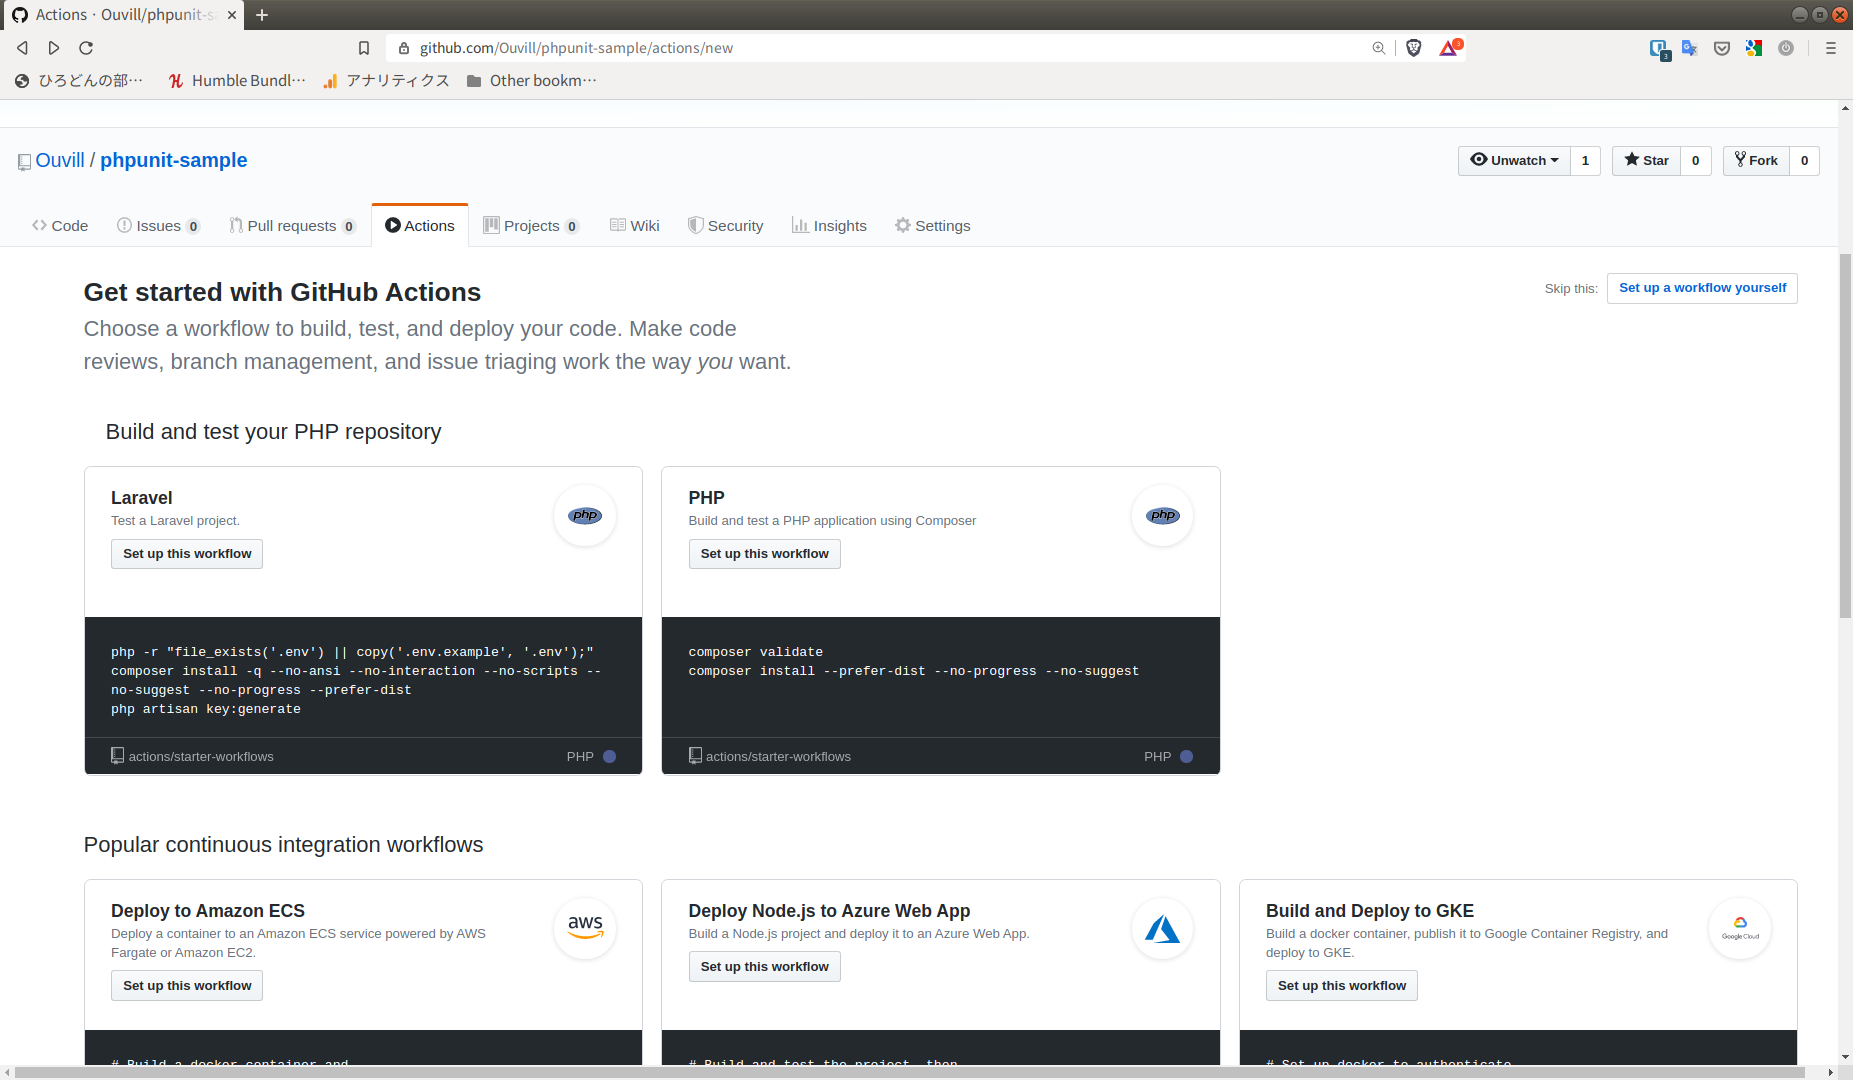 Actions · Ouvill/phpunit-s
github.com/Ouvill/phpunit-sample/actions/new
3
3
ひろどんの部…
Humble Bundl…
アナリティクス
Other bookm…
Ouvill / phpunit-sample
Unwatch 1
Star 0
Fork 0
Code
Issues 0
Pull requests 0
Actions
Projects 0
Wiki
Security
Insights
Settings
Get started with GitHub Actions
Skip this: Set up a workflow yourself
Choose a workflow to build, test, and deploy your code. Make code
reviews, branch management, and issue triaging work the way you want.
Build and test your PHP repository
Laravel
Test a Laravel project.
Set up this workflow
php
php -r "file_exists('.env') || copy('.env.example', '.env');"
composer install -q --no-ansi --no-interaction --no-scripts --
no-suggest --no-progress --prefer-dist
php artisan key:generate
actions/starter-workflows PHP
PHP
Build and test a PHP application using Composer
Set up this workflow
php
composer validate
composer install --prefer-dist --no-progress --no-suggest
actions/starter-workflows PHP
Popular continuous integration workflows
Deploy to Amazon ECS
Deploy a container to an Amazon ECS service powered by AWS
Fargate or Amazon EC2.
Set up this workflow
aws
# Build a docker container and
Deploy Node.js to Azure Web App
Build a Node.js project and deploy it to an Azure Web App.
Set up this workflow
# Build and test the project, then
Build and Deploy to GKE
Build a docker container, publish it to Google Container Registry, and
deploy to GKE.
Set up this workflow
Google Cloud
# Set up docker to authenticate